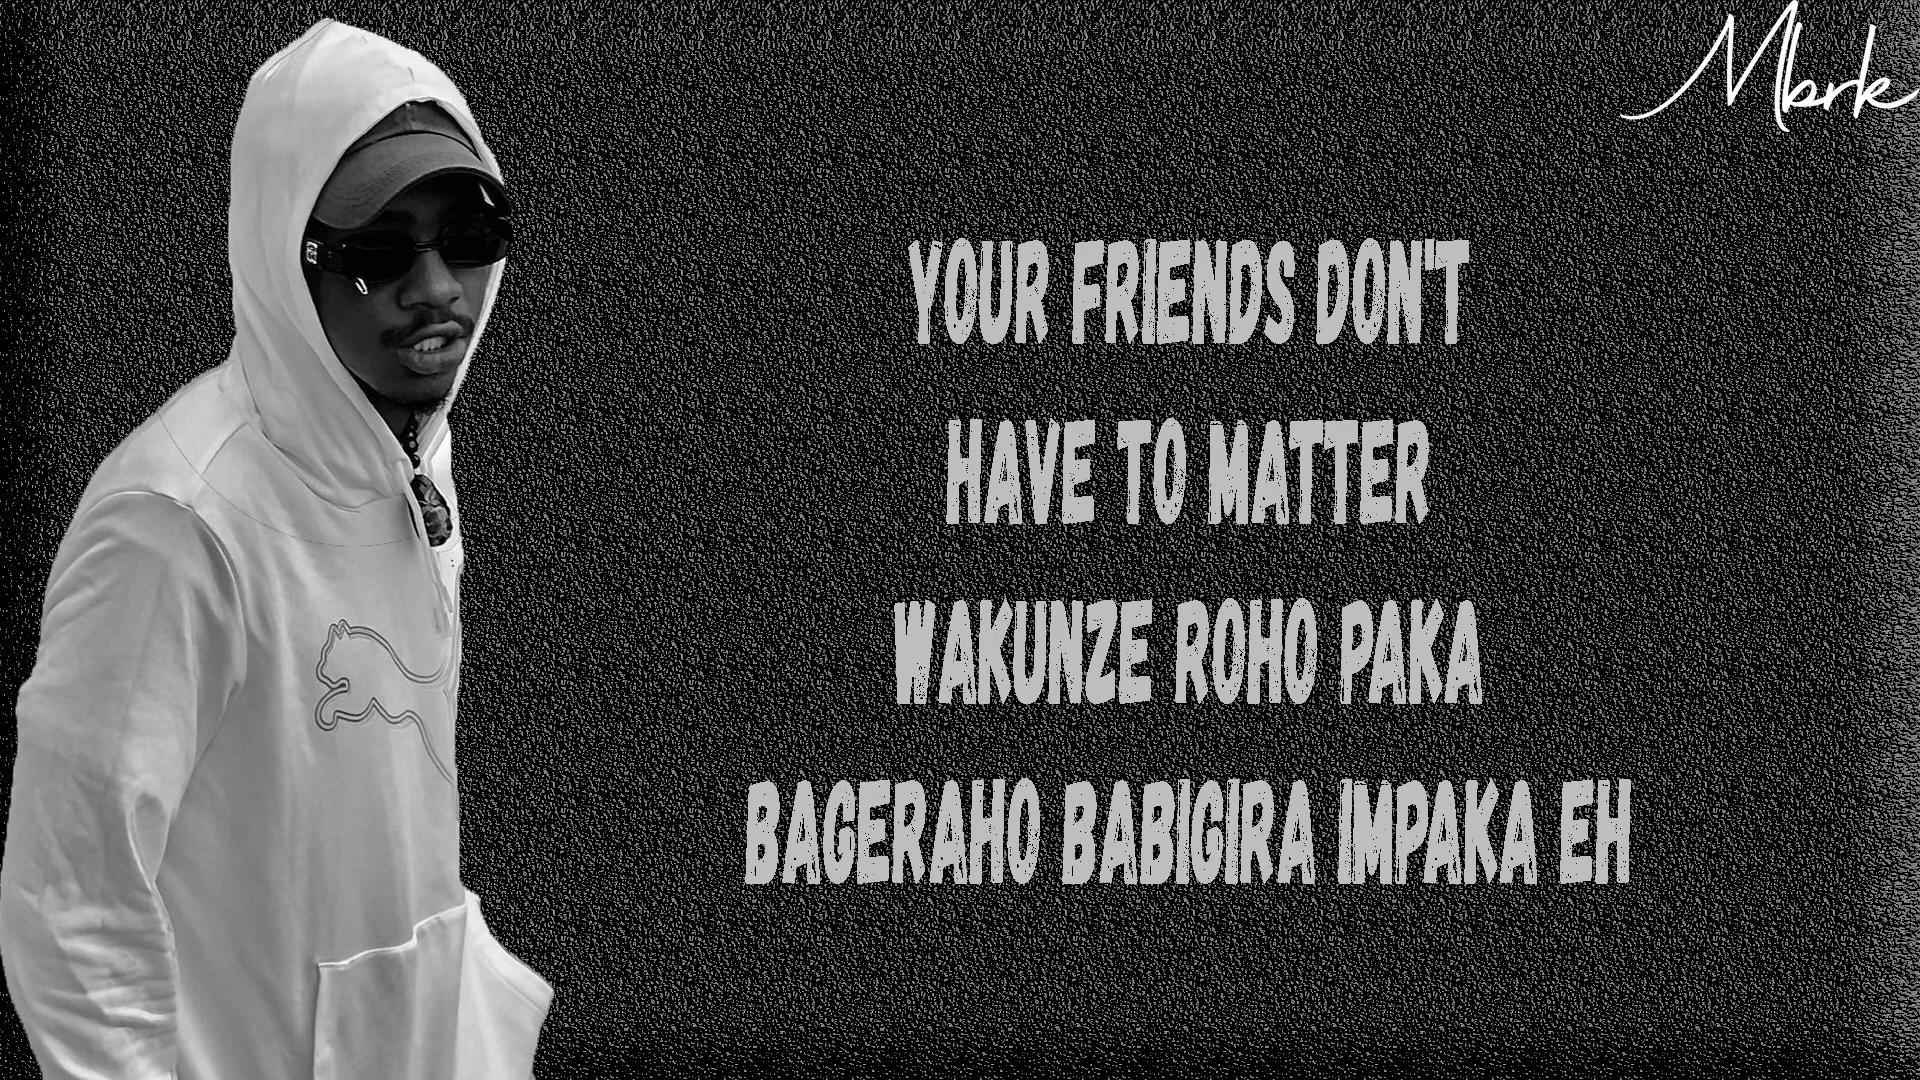 Mbrk
YOUR FRIENDS DON'T
HAVE TO MATTER
WAKUNZE ROHO PAKA
BAGERAHO BABIGIRA IMPAKA EH